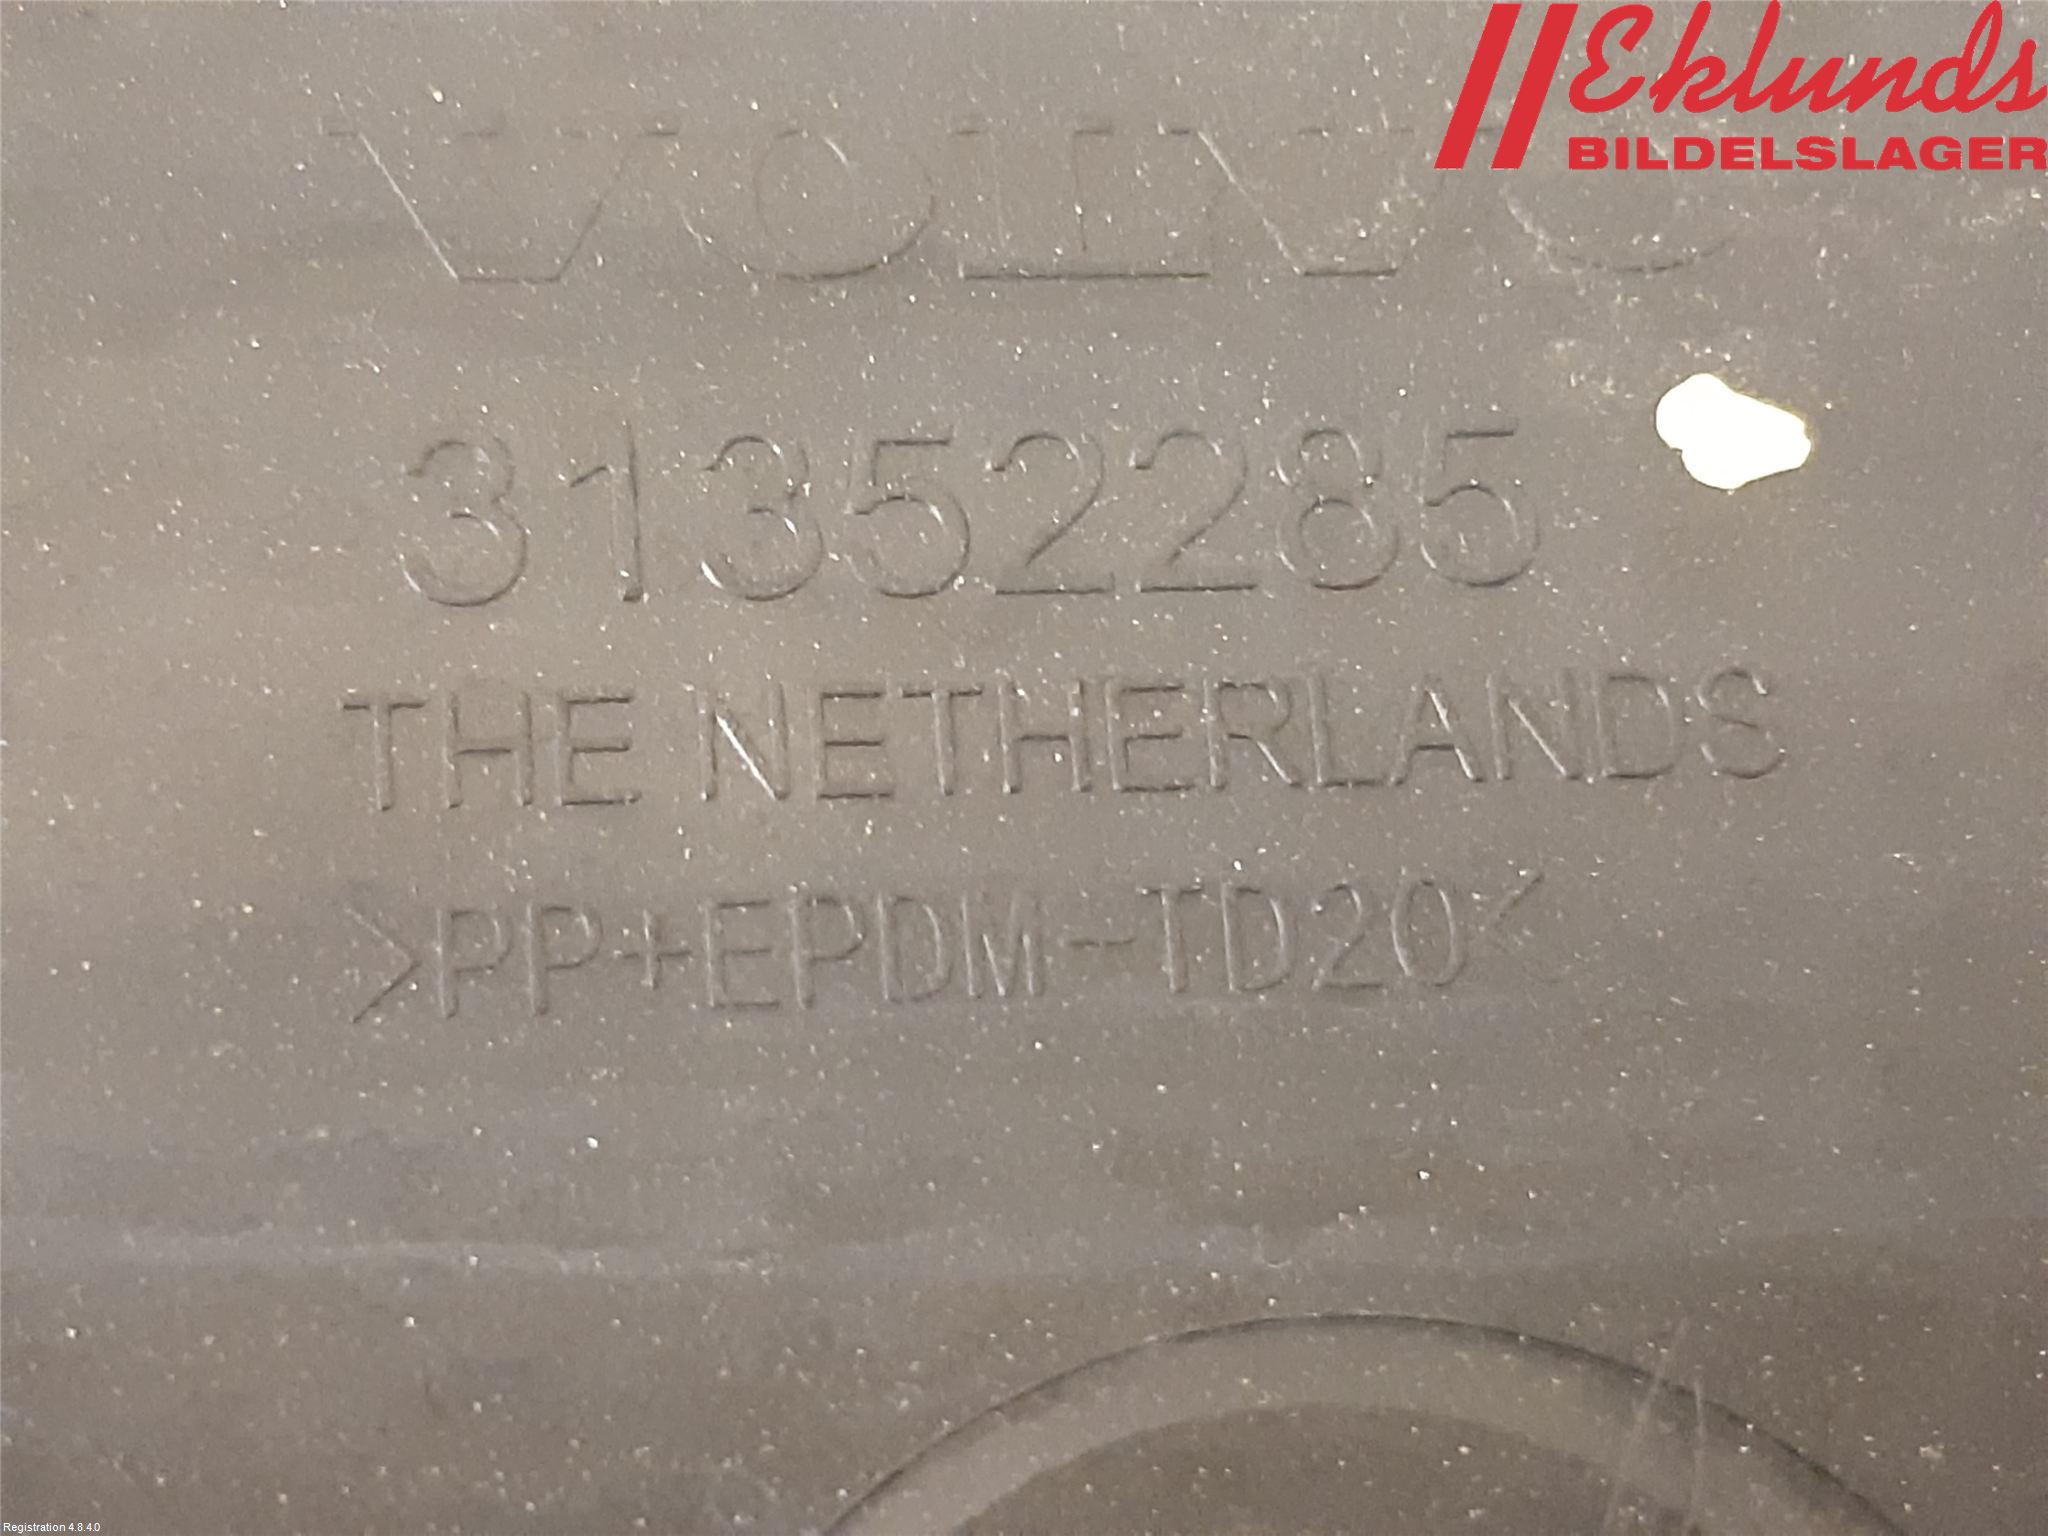 Eklunds
BILDELSLAGER
VOLVO
31352285
THE NETHERLANDS
>PP+EPDM-TD20<
Registration 4.8.4.0